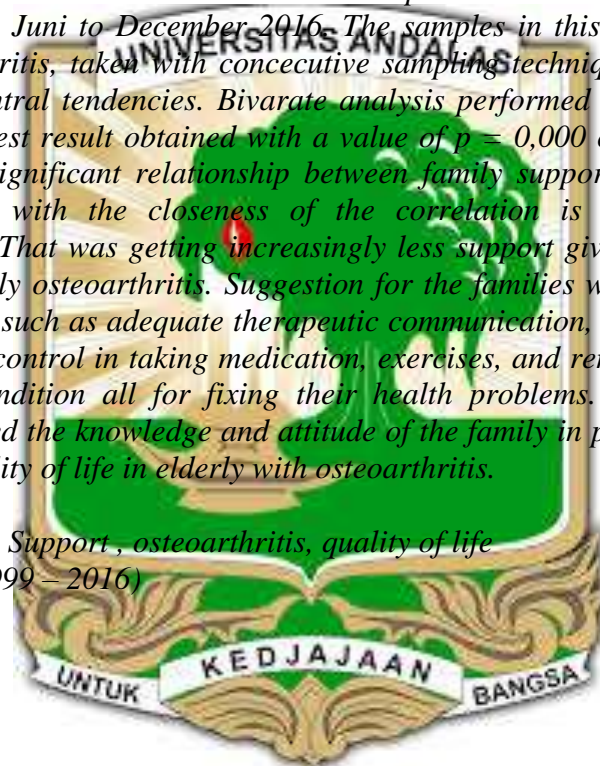 Juni to December 2016. The samples in this
UNIVERSITAS ANDALAS
ritis, taken with concecutive sampling techniq
ntral tendencies. Bivarate analysis performed
est result obtained with a value of p = 0,000
significant relationship between family suppor
with the closeness of the correlation is
That was getting increasingly less support giv
ly osteoarthritis. Suggestion for the families w
such as adequate therapeutic communication,
control in taking medication, exercises, and re
ndition all for fixing their health problems.
d the knowledge and attitude of the family in p
lity of life in elderly with osteoarthritis.
Support , osteoarthritis, quality of life
99 – 2016)
UNTUK KEDJAJAAN BANGSA